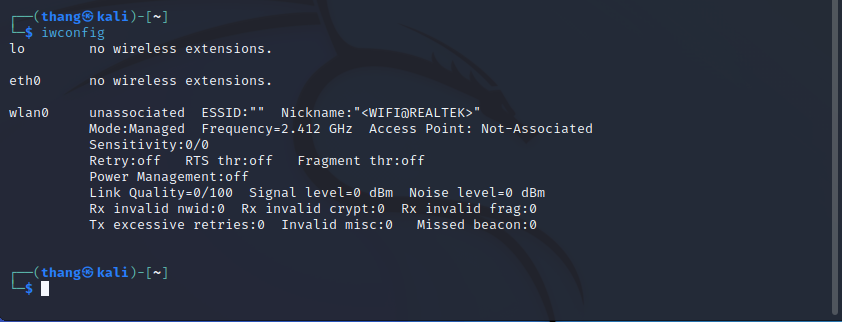 ┌──(thang㉿kali)-[~]
└─$ iwconfig
lo        no wireless extensions.

eth0      no wireless extensions.

wlan0     unassociated  ESSID:""  Nickname:"<WIFI@REALTEK>"
          Mode:Managed  Frequency=2.412 GHz  Access Point: Not-Associated
          Sensitivity:0/0
          Retry:off   RTS thr:off   Fragment thr:off
          Power Management:off
          Link Quality=0/100  Signal level=0 dBm  Noise level=0 dBm
          Rx invalid nwid:0  Rx invalid crypt:0  Rx invalid frag:0
          Tx excessive retries:0  Invalid misc:0   Missed beacon:0

┌──(thang㉿kali)-[~]
└─$